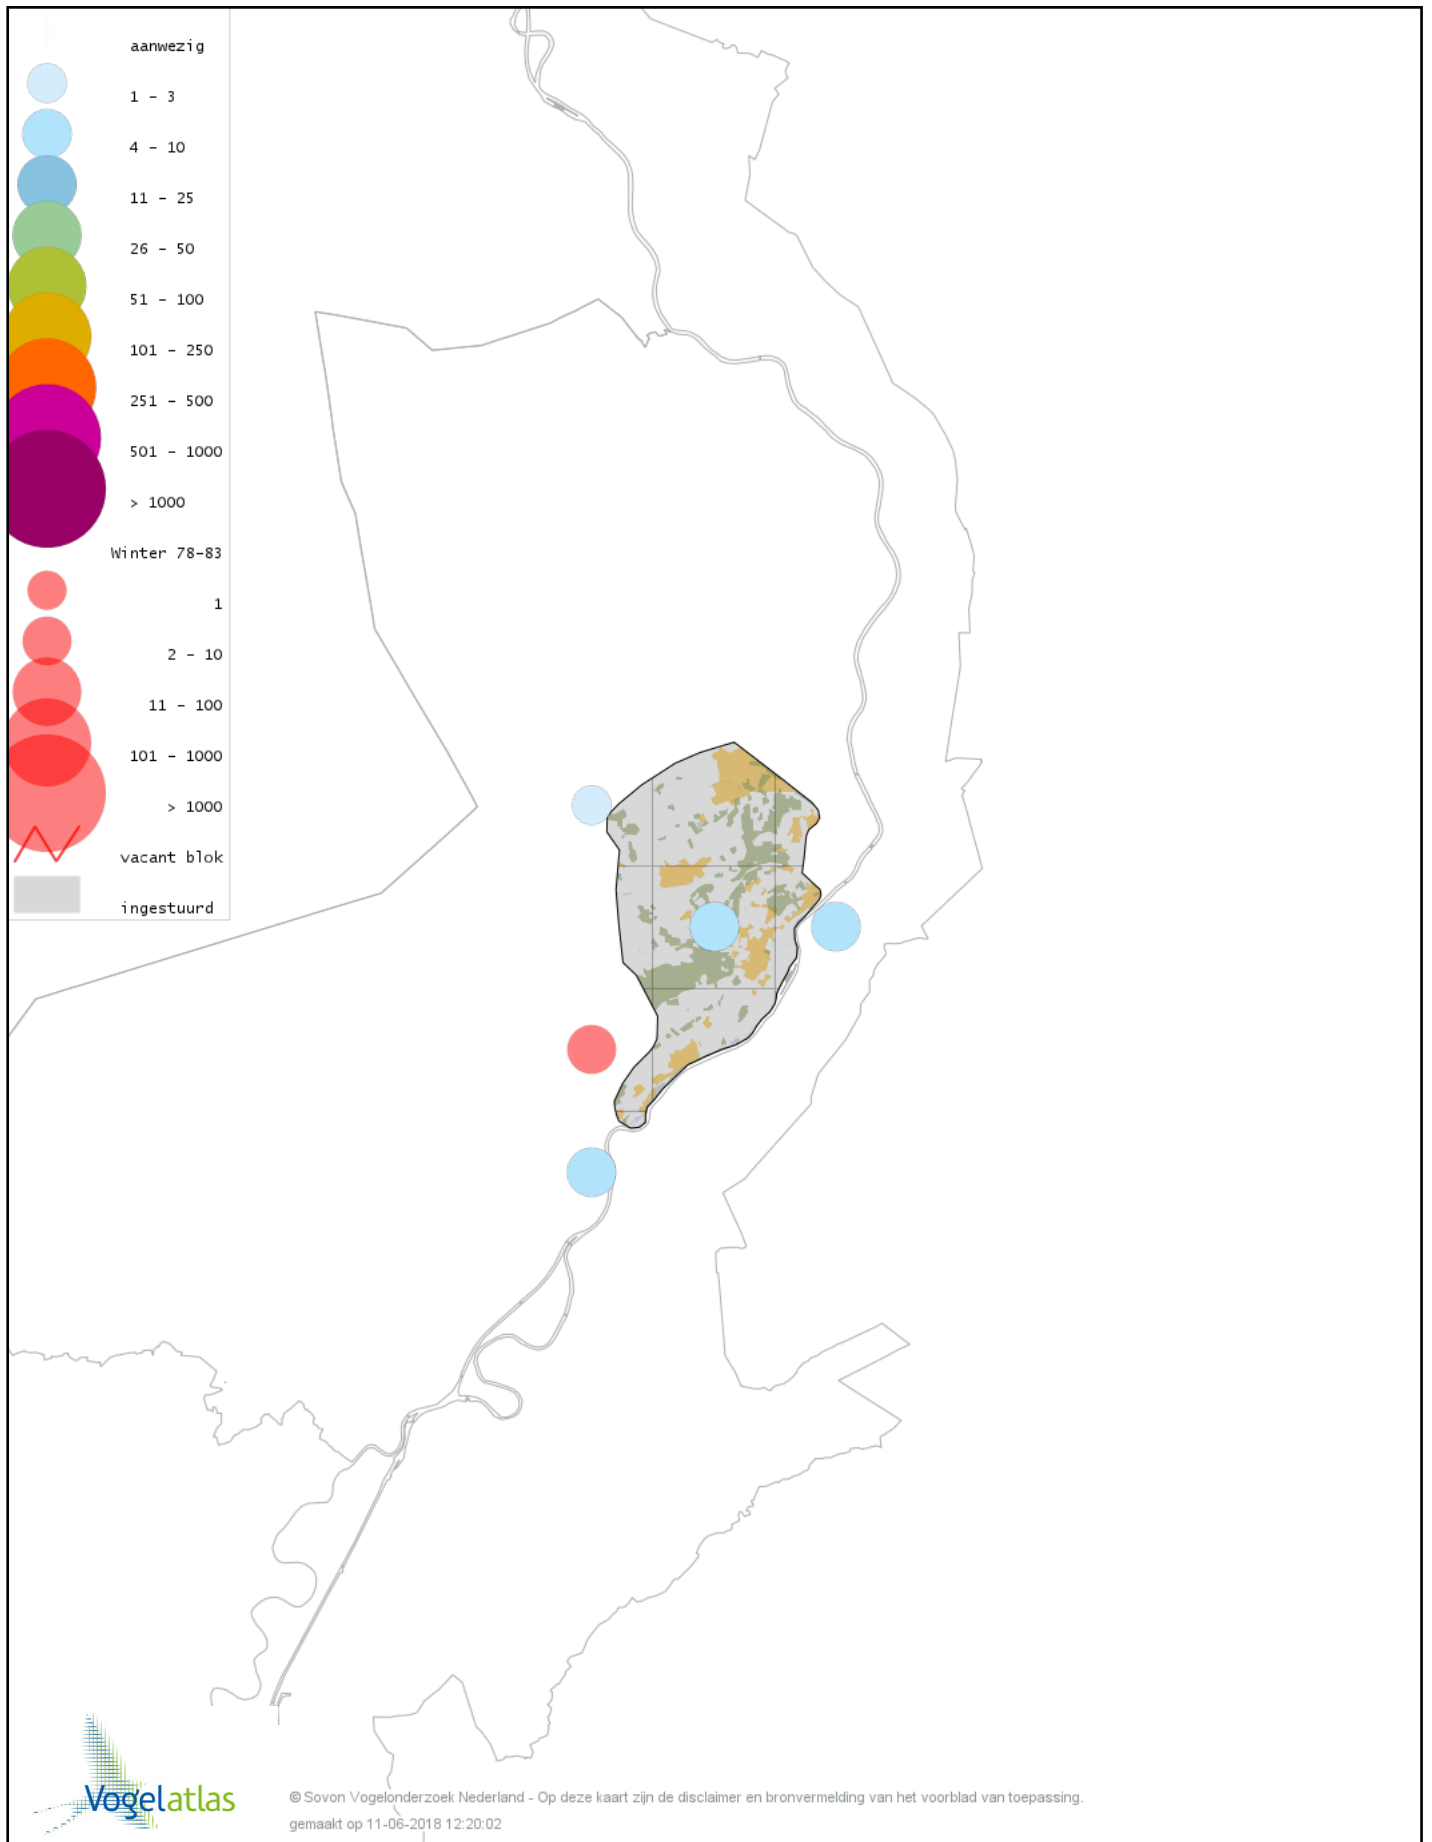 aanwezig
1 - 3
4 - 10
11 - 25
26 - 50
51 - 100
101 - 250
251 - 500
501 - 1000
> 1000
Winter 78-83
1
2 - 10
11 - 100
101 - 1000
> 1000
vacant blok
ingestuurd
Vogelatlas
© Sovon Vogelonderzoek Nederland - Op deze kaart zijn de disclaimer en bronvermelding van het voorblad van toepassing.
gemaakt op 11-06-2018 12:20:02